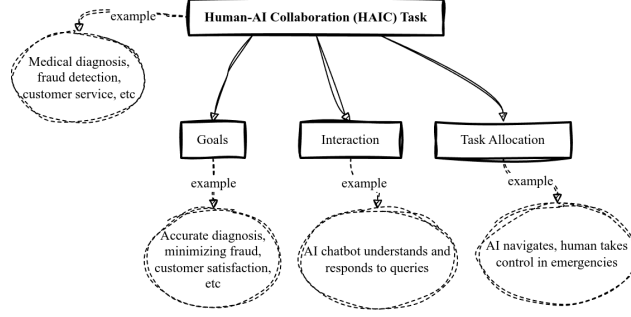 example
Human-AI Collaboration (HAIC) Task
Medical diagnosis,
fraud detection,
customer service, etc
Goals
Interaction
Task Allocation
example
example
example
Accurate diagnosis,
minimizing fraud,
customer satisfaction,
etc
AI chatbot understands and
responds to queries
AI navigates, human takes
control in emergencies